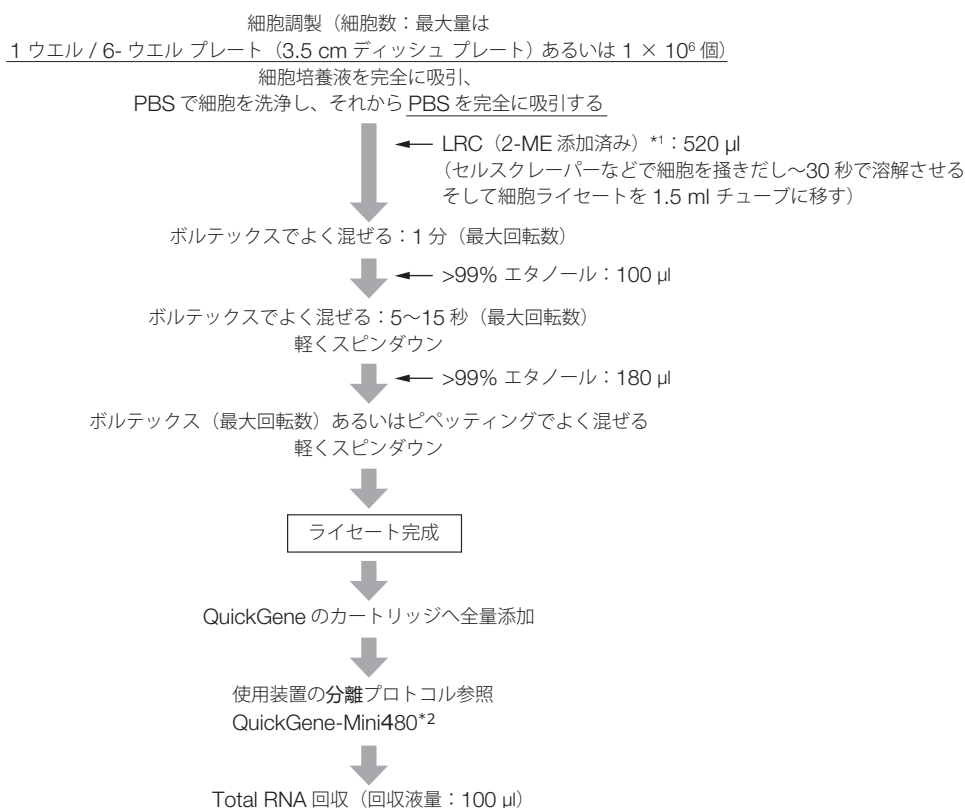 細胞調製（細胞数：最大量は
1 ウエル / 6- ウエル プレート（3.5 cm ディッシュ プレート）あるいは 1 × 10⁶ 個）
細胞培養液を完全に吸引、
PBS で細胞を洗浄し、それから PBS を完全に吸引する
LRC（2-ME 添加済み）*¹：520 µl
（セルスクレーパーなどで細胞を掻きだし〜30 秒で溶解させる
そして細胞ライセートを 1.5 ml チューブに移す）
ボルテックスでよく混ぜる：1 分（最大回転数）
>99% エタノール：100 µl
ボルテックスでよく混ぜる：5〜15 秒（最大回転数）
軽くスピンダウン
>99% エタノール：180 µl
ボルテックス（最大回転数）あるいはピペッティングでよく混ぜる
軽くスピンダウン
ライセート完成
QuickGene のカートリッジへ全量添加
使用装置の分離プロトコル参照
QuickGene-Mini480*²
Total RNA 回収（回収液量：100 µl）